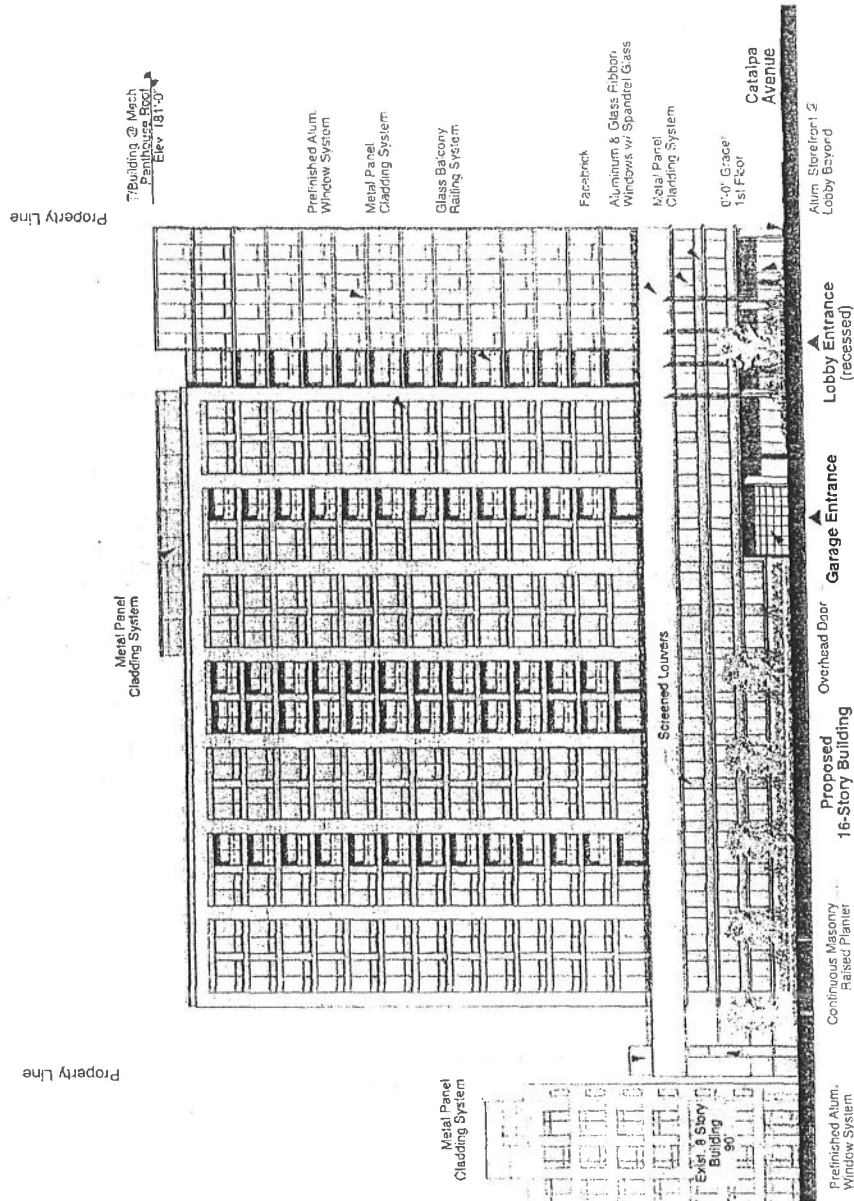 Property Line
Property Line
T/Building @ Mech
Penthouse Roof
Elev 181'-0"
Metal Panel
Cladding System
Prefinished Alum.
Window System
Metal Panel
Cladding System
Glass Balcony
Railing System
Facebrick
Aluminum & Glass Ribbon
Windows w/ Spandrel Glass
Metal Panel
Cladding System
0'-0" Grade
1st Floor
Catalpa
Avenue
Metal Panel
Cladding System
Exist. 8 Story
Building
90'
Screened Louvers
Prefinished Alum.
Window System
Continuous Masonry
Raised Planter
Proposed
16-Story Building
Overhead Door
Garage Entrance
Lobby Entrance
(recessed)
Alum Storefront @
Lobby Beyond